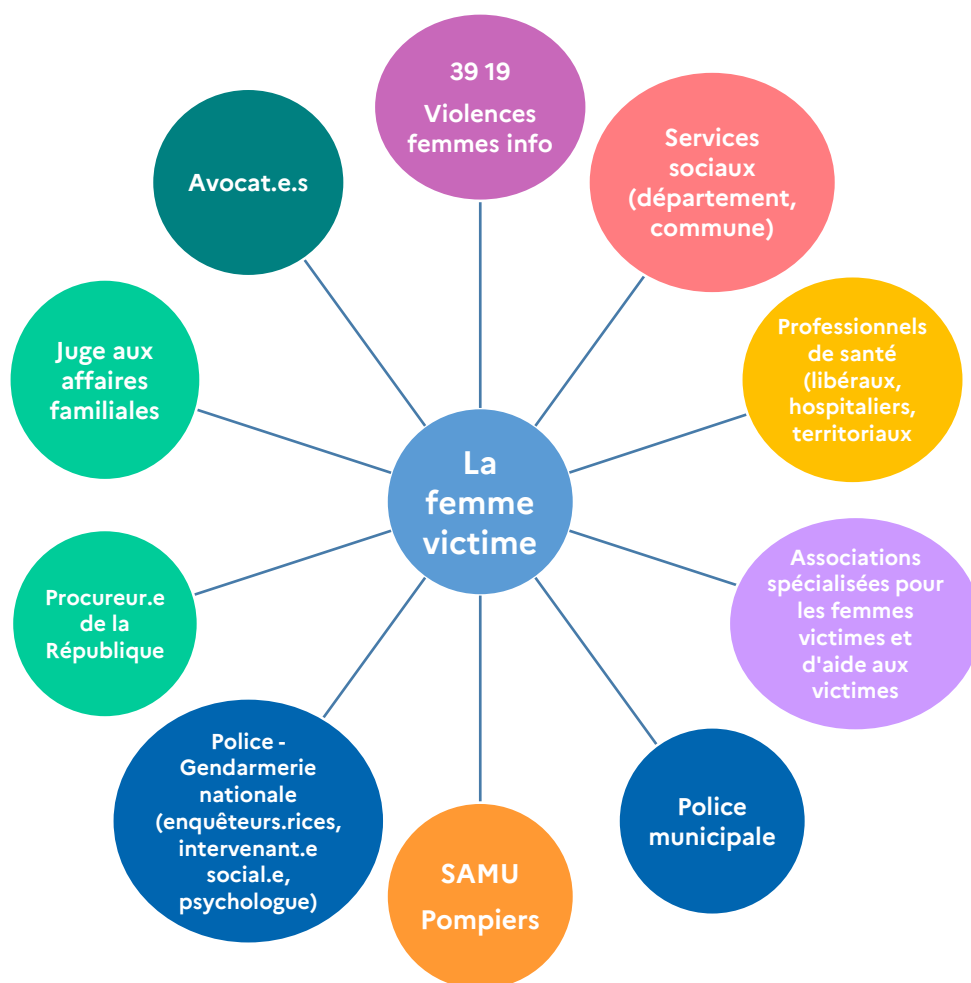 39 19
Violences
femmes info
Services
sociaux
(département,
commune)
Professionnels
de santé
(libéraux,
hospitaliers,
territoriaux
Associations
spécialisées pour
les femmes
victimes et
d'aide aux
victimes
Police
municipale
SAMU
Pompiers
Police -
Gendarmerie
nationale
(enquêteurs.rices,
intervenant.e
social.e,
psychologue)
Procureur.e
de la
République
Juge aux
affaires
familiales
Avocat.e.s
La
femme
victime